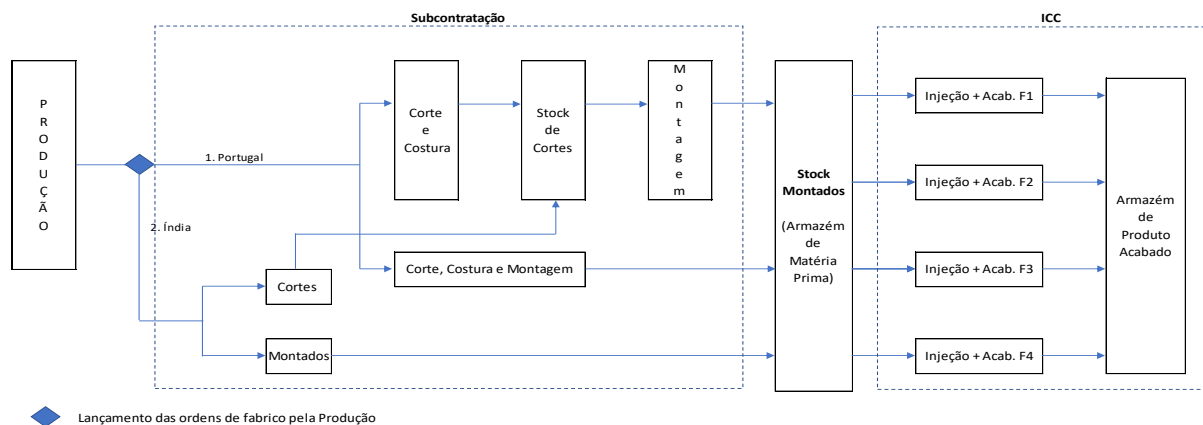 Subcontratação
ICC
PRODUÇÃO
1. Portugal
2. Índia
Corte
e
Costura
Stock
de
Cortes
Montagem
Cortes
Corte, Costura e Montagem
Montados
Stock
Montados
(Armazém
de
Matéria
Prima)
Injeção + Acab. F1
Injeção + Acab. F2
Injeção + Acab. F3
Injeção + Acab. F4
Armazém
de
Produto
Acabado
Lançamento das ordens de fabrico pela Produção